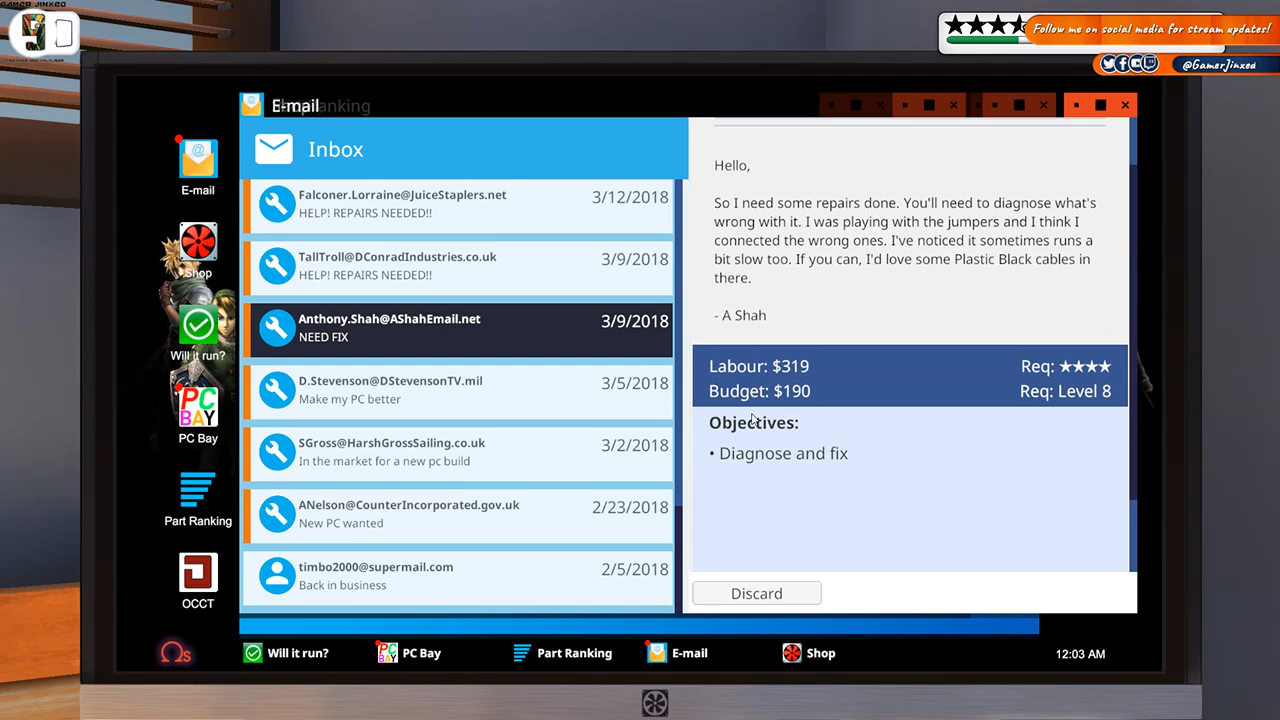 GAMER JINXED
Follow me on social media for stream updates!
@GamerJinxed
E-mail
Inbox
E-mail
Shop
Will it run?
PC Bay
Part Ranking
OCCT
Falconer.Lorraine@JuiceStaplers.net
3/12/2018
HELP! REPAIRS NEEDED!!
TallTroll@DConradIndustries.co.uk
3/9/2018
HELP! REPAIRS NEEDED!!
Anthony.Shah@AShahEmail.net
3/9/2018
NEED FIX
D.Stevenson@DStevensonTV.mil
3/5/2018
Make my PC better
SGross@HarshGrossSailing.co.uk
3/2/2018
In the market for a new pc build
ANelson@CounterIncorporated.gov.uk
2/23/2018
New PC wanted
timbo2000@supermail.com
2/5/2018
Back in business
Hello,
So I need some repairs done. You'll need to diagnose what's
wrong with it. I was playing with the jumpers and I think I
connected the wrong ones. I've noticed it sometimes runs a
bit slow too. If you can, I'd love some Plastic Black cables in
there.
- A Shah
Labour: $319
Req: ★★★★
Budget: $190
Req: Level 8
Objectives:
• Diagnose and fix
Discard
Will it run?
PC Bay
Part Ranking
E-mail
Shop
12:03 AM